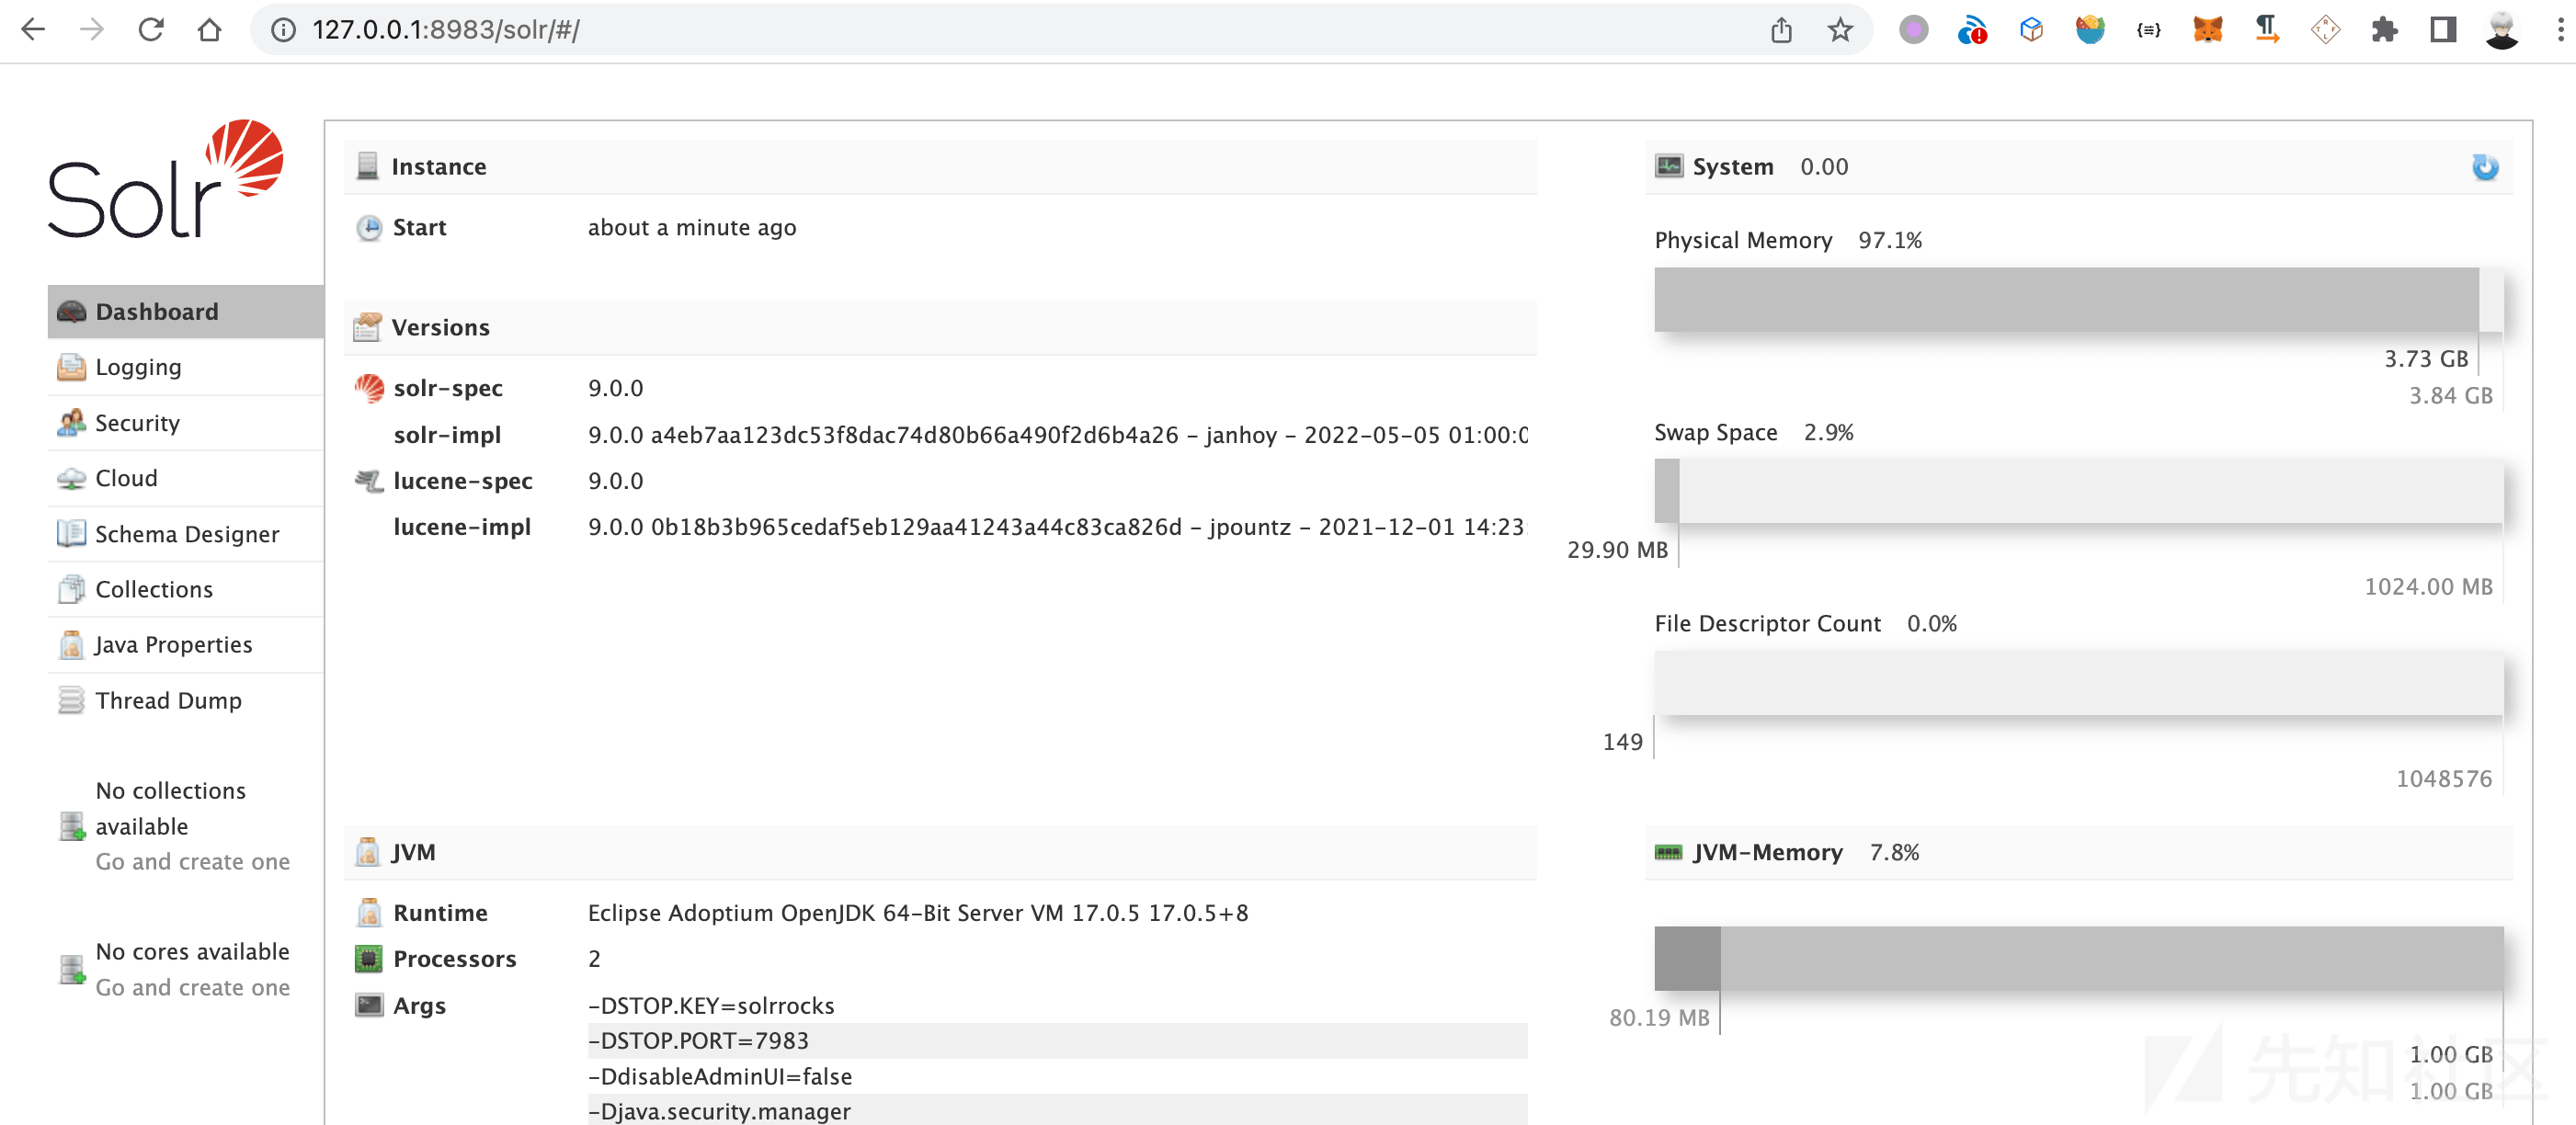 127.0.0.1:8983/solr/#/
Solr
Dashboard
Logging
Security
Cloud
Schema Designer
Collections
Java Properties
Thread Dump
No collections
available
Go and create one
No cores available
Go and create one
Instance
Start about a minute ago
Versions
solr-spec 9.0.0
solr-impl 9.0.0 a4eb7aa123dc53f8dac74d80b66a490f2d6b4a26 - janhoy - 2022-05-05 01:00:0
lucene-spec 9.0.0
lucene-impl 9.0.0 0b18b3b965cedaf5eb129aa41243a44c83ca826d - jpountz - 2021-12-01 14:23:
JVM
Runtime Eclipse Adoptium OpenJDK 64-Bit Server VM 17.0.5 17.0.5+8
Processors 2
Args -DSTOP.KEY=solrrocks
-DSTOP.PORT=7983
-DdisableAdminUI=false
-Djava.security.manager
System 0.00
Physical Memory 97.1%
3.73 GB
3.84 GB
Swap Space 2.9%
29.90 MB
1024.00 MB
File Descriptor Count 0.0%
149
1048576
JVM-Memory 7.8%
80.19 MB
1.00 GB
1.00 GB
先知社区